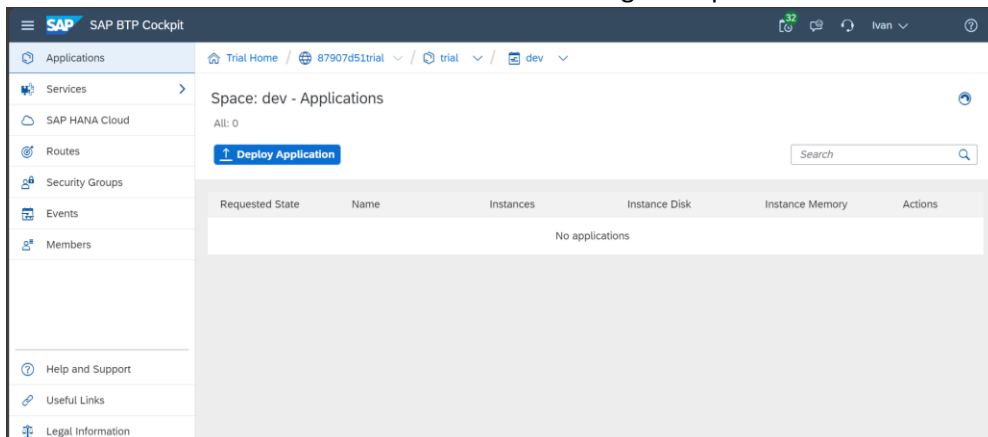 SAP SAP BTP Cockpit 32 Ivan
Applications
Services
SAP HANA Cloud
Routes
Security Groups
Events
Members
Help and Support
Useful Links
Legal Information
Trial Home / 87907d51trial / trial / dev
Space: dev - Applications
All: 0
Deploy Application
Search
Requested State Name Instances Instance Disk Instance Memory Actions
No applications